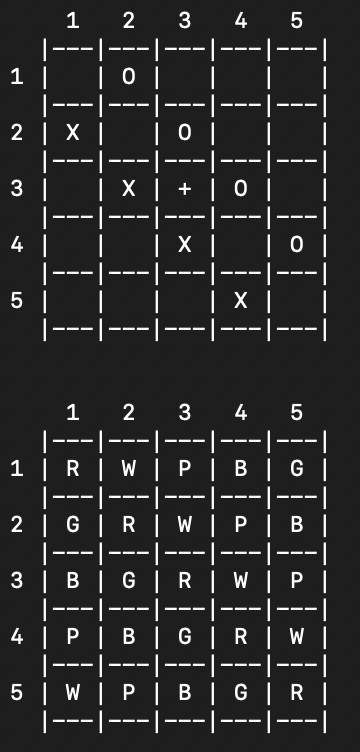 1 2 3 4 5
|---|---|---|---|---|
1 | | O | | | |
|---|---|---|---|---|
2 | X | | O | | |
|---|---|---|---|---|
3 | | X | + | O | |
|---|---|---|---|---|
4 | | | X | | O |
|---|---|---|---|---|
5 | | | | X | |
|---|---|---|---|---|
1 2 3 4 5
|---|---|---|---|---|
1 | R | W | P | B | G |
|---|---|---|---|---|
2 | G | R | W | P | B |
|---|---|---|---|---|
3 | B | G | R | W | P |
|---|---|---|---|---|
4 | P | B | G | R | W |
|---|---|---|---|---|
5 | W | P | B | G | R |
|---|---|---|---|---|